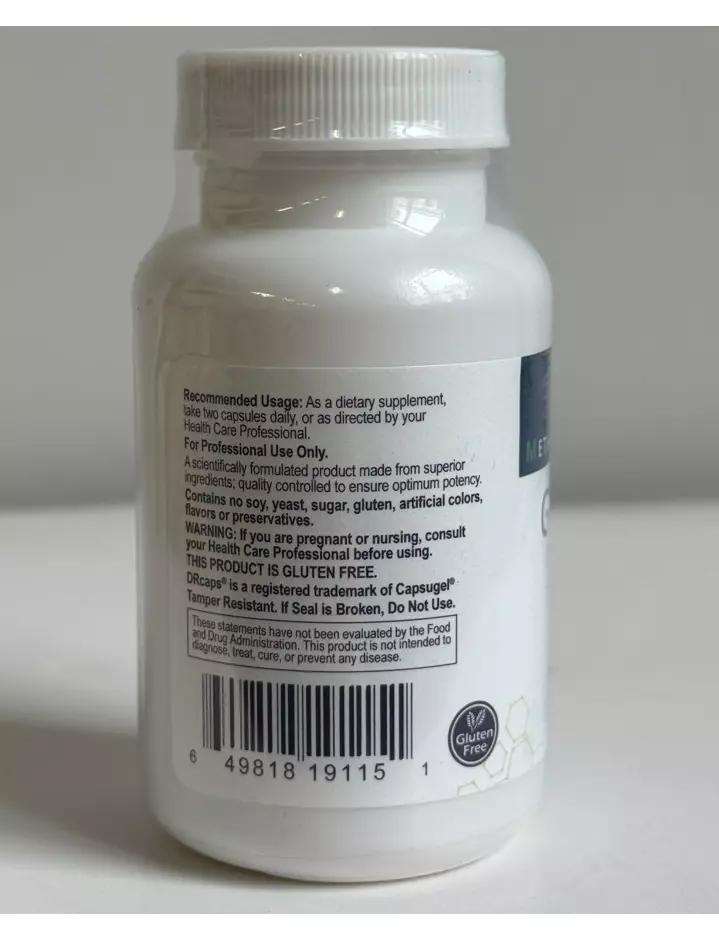 Recommended Usage: As a dietary supplement,
take two capsules daily, or as directed by your
Health Care Professional.
For Professional Use Only.
A scientifically formulated product made from superior
ingredients; quality controlled to ensure optimum potency.
Contains no soy, yeast, sugar, gluten, artificial colors,
flavors or preservatives.
WARNING: If you are pregnant or nursing, consult
your Health Care Professional before using.
THIS PRODUCT IS GLUTEN FREE.
DRcaps® is a registered trademark of Capsugel®
Tamper Resistant. If Seal is Broken, Do Not Use.
These statements have not been evaluated by the Food
and Drug Administration. This product is not intended to
diagnose, treat, cure, or prevent any disease.
6 49818 19115 1
Gluten
Free
MET